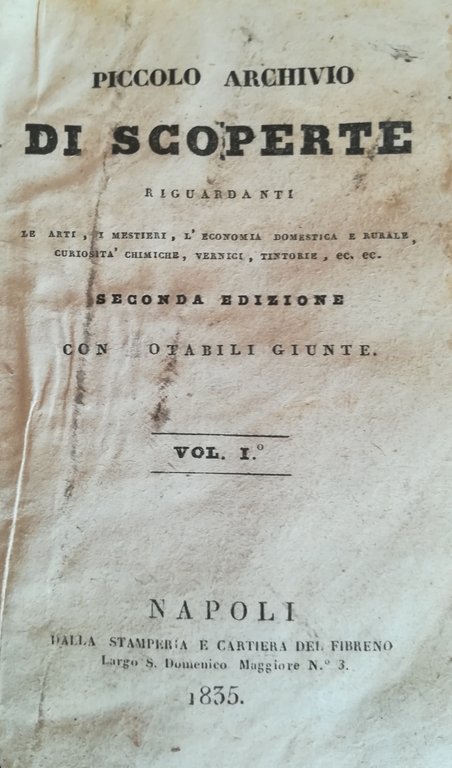 PICCOLO ARCHIVIO
DI SCOPERTE
RIGUARDANTI
LE ARTI, I MESTIERI, L'ECONOMIA DOMESTICA E RURALE,
CURIOSITA' CHIMICHE, VERNICI, TINTORIE, ec. ec.
SECONDA EDIZIONE
CON OTABILI GIUNTE.
VOL. I.°
NAPOLI
DALLA STAMPERIA E CARTIERA DEL FIBRENO
Largo S. Domenico Maggiore N.° 3.
1835.